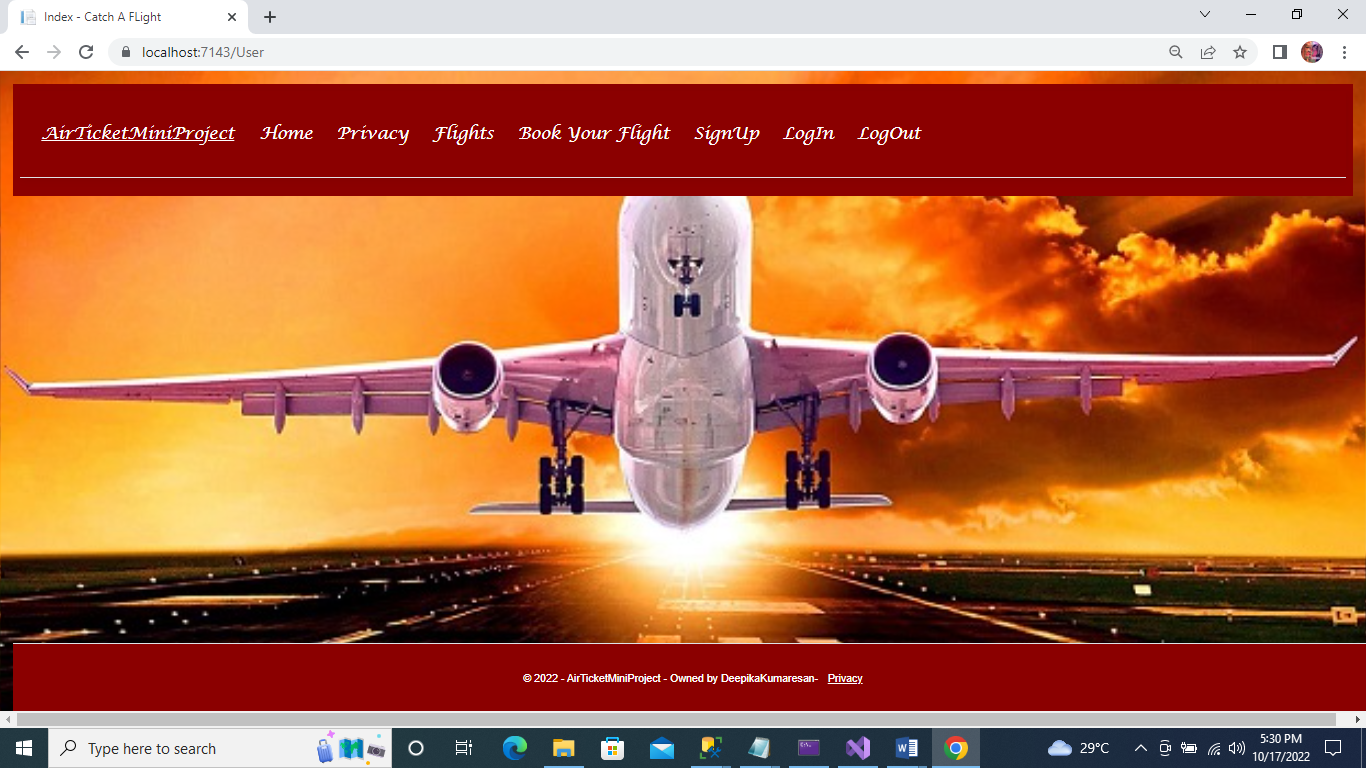 Index - Catch A FLight
localhost:7143/User
AirTicketMiniProject Home Privacy Flights Book Your Flight SignUp LogIn LogOut
© 2022 - AirTicketMiniProject - Owned by DeepikaKumaresan- Privacy
Type here to search
29°C
5:30 PM
10/17/2022